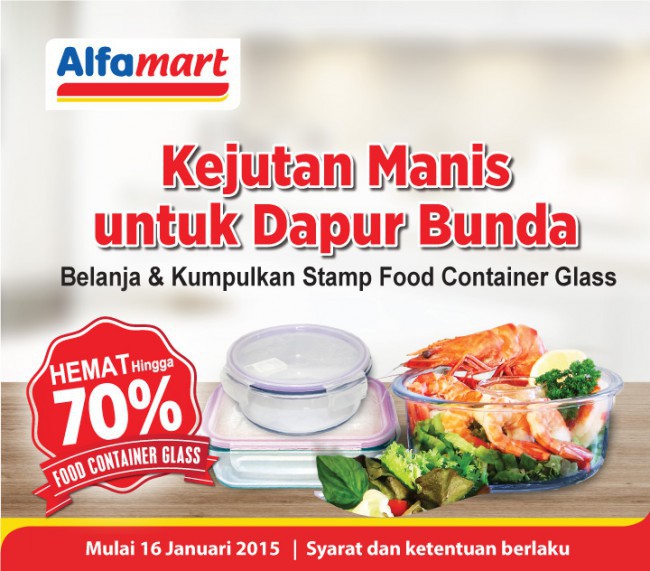 Alfamart
Kejutan Manis
untuk Dapur Bunda
Belanja & Kumpulkan Stamp Food Container Glass
HEMAT Hingga
70%
FOOD CONTAINER GLASS
Mulai 16 Januari 2015 | Syarat dan ketentuan berlaku